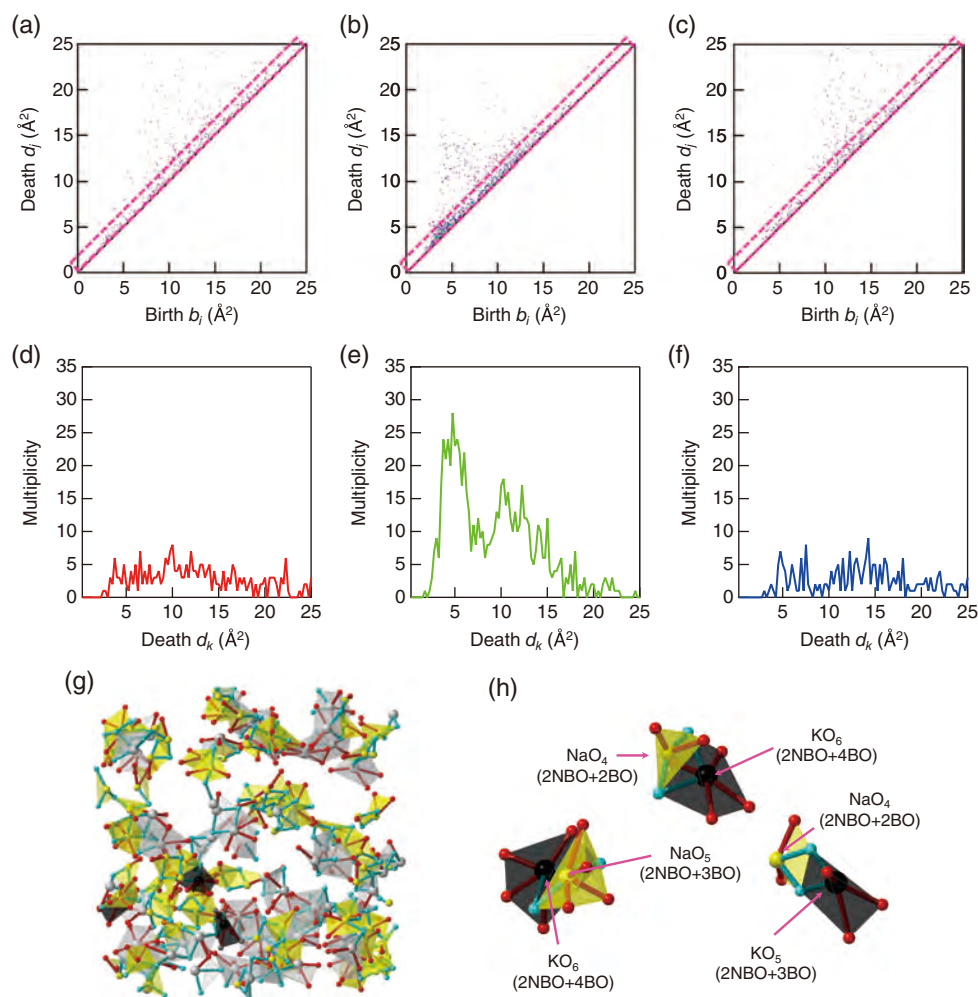 (a)
25
20
15
10
5
0
Death dj (Å²)
0 5 10 15 20 25
Birth bi (Å²)
(b)
25
20
15
10
5
0
Death dj (Å²)
0 5 10 15 20 25
Birth bi (Å²)
(c)
25
20
15
10
5
0
Death dj (Å²)
0 5 10 15 20 25
Birth bi (Å²)
(d)
35
30
25
20
15
10
5
0
Multiplicity
5 10 15 20 25
Death dk (Å²)
(e)
35
30
25
20
15
10
5
0
Multiplicity
5 10 15 20 25
Death dk (Å²)
(f)
35
30
25
20
15
10
5
0
Multiplicity
5 10 15 20 25
Death dk (Å²)
(g)
(h)
NaO₄
(2NBO+2BO)
KO₆
(2NBO+4BO)
NaO₄
(2NBO+2BO)
NaO₅
(2NBO+3BO)
KO₆
(2NBO+4BO)
KO₅
(2NBO+3BO)